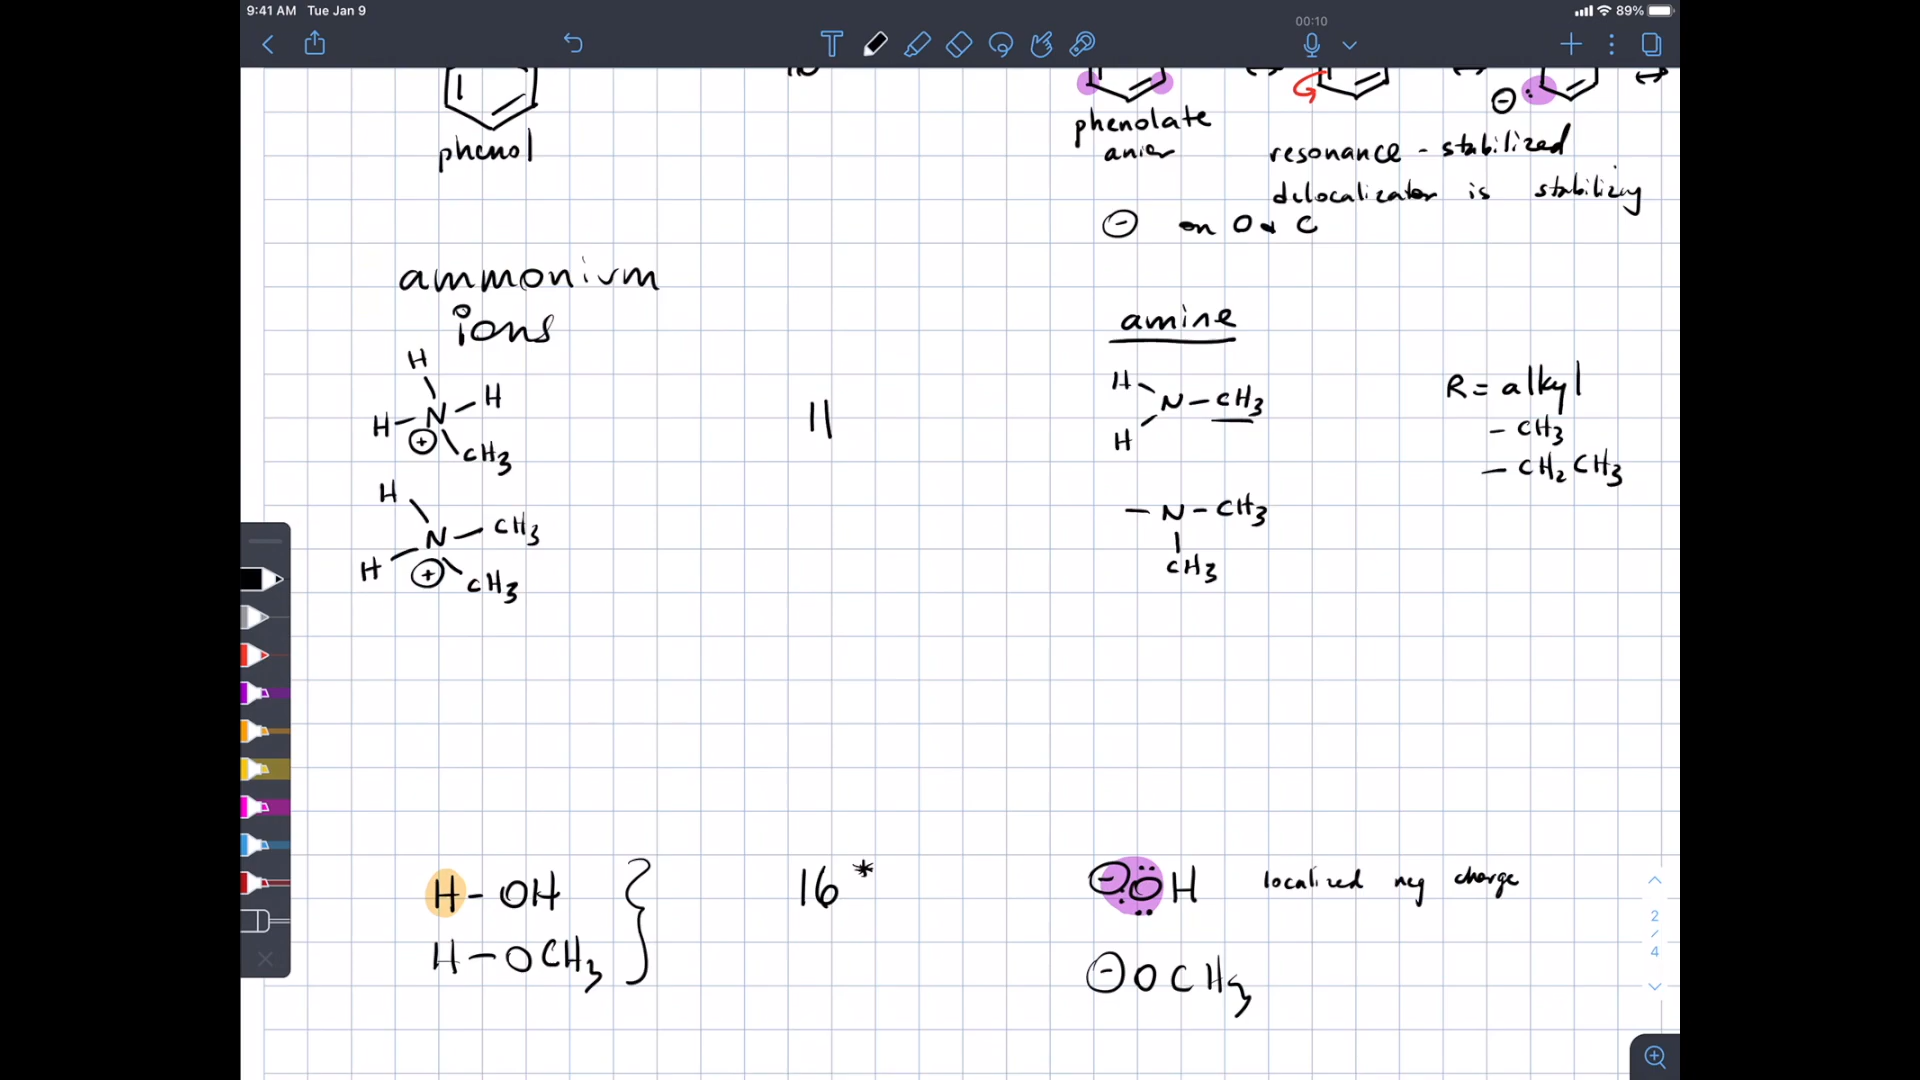 9:41 AM Tue Jan 9
89%
00:10
10
phenol
phenolate
anion
resonance - stabilized
delocalization is stabilizing
⊖ on O & C
ammonium
ions
amine
H
N
H
H
⊕
CH3
11
H
N - CH3
H
R = alkyl
- CH3
- CH2CH3
H
N
CH3
H
⊕
CH3
- N - CH3
CH3
H - OH
16*
⊖OH
localized neg charge
H - OCH3
⊖OCH3
2
/
4